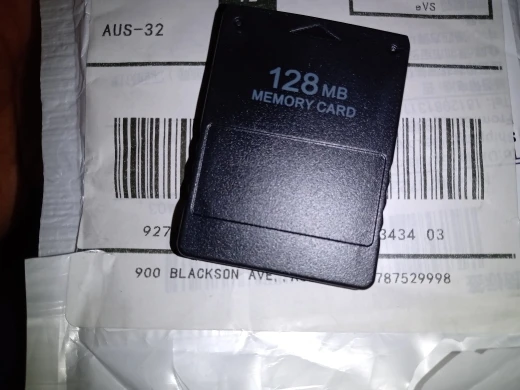 eVS
AUS-32
128MB
MEMORY CARD
927
3434 03
900 BLACKSON AVE,
787529998